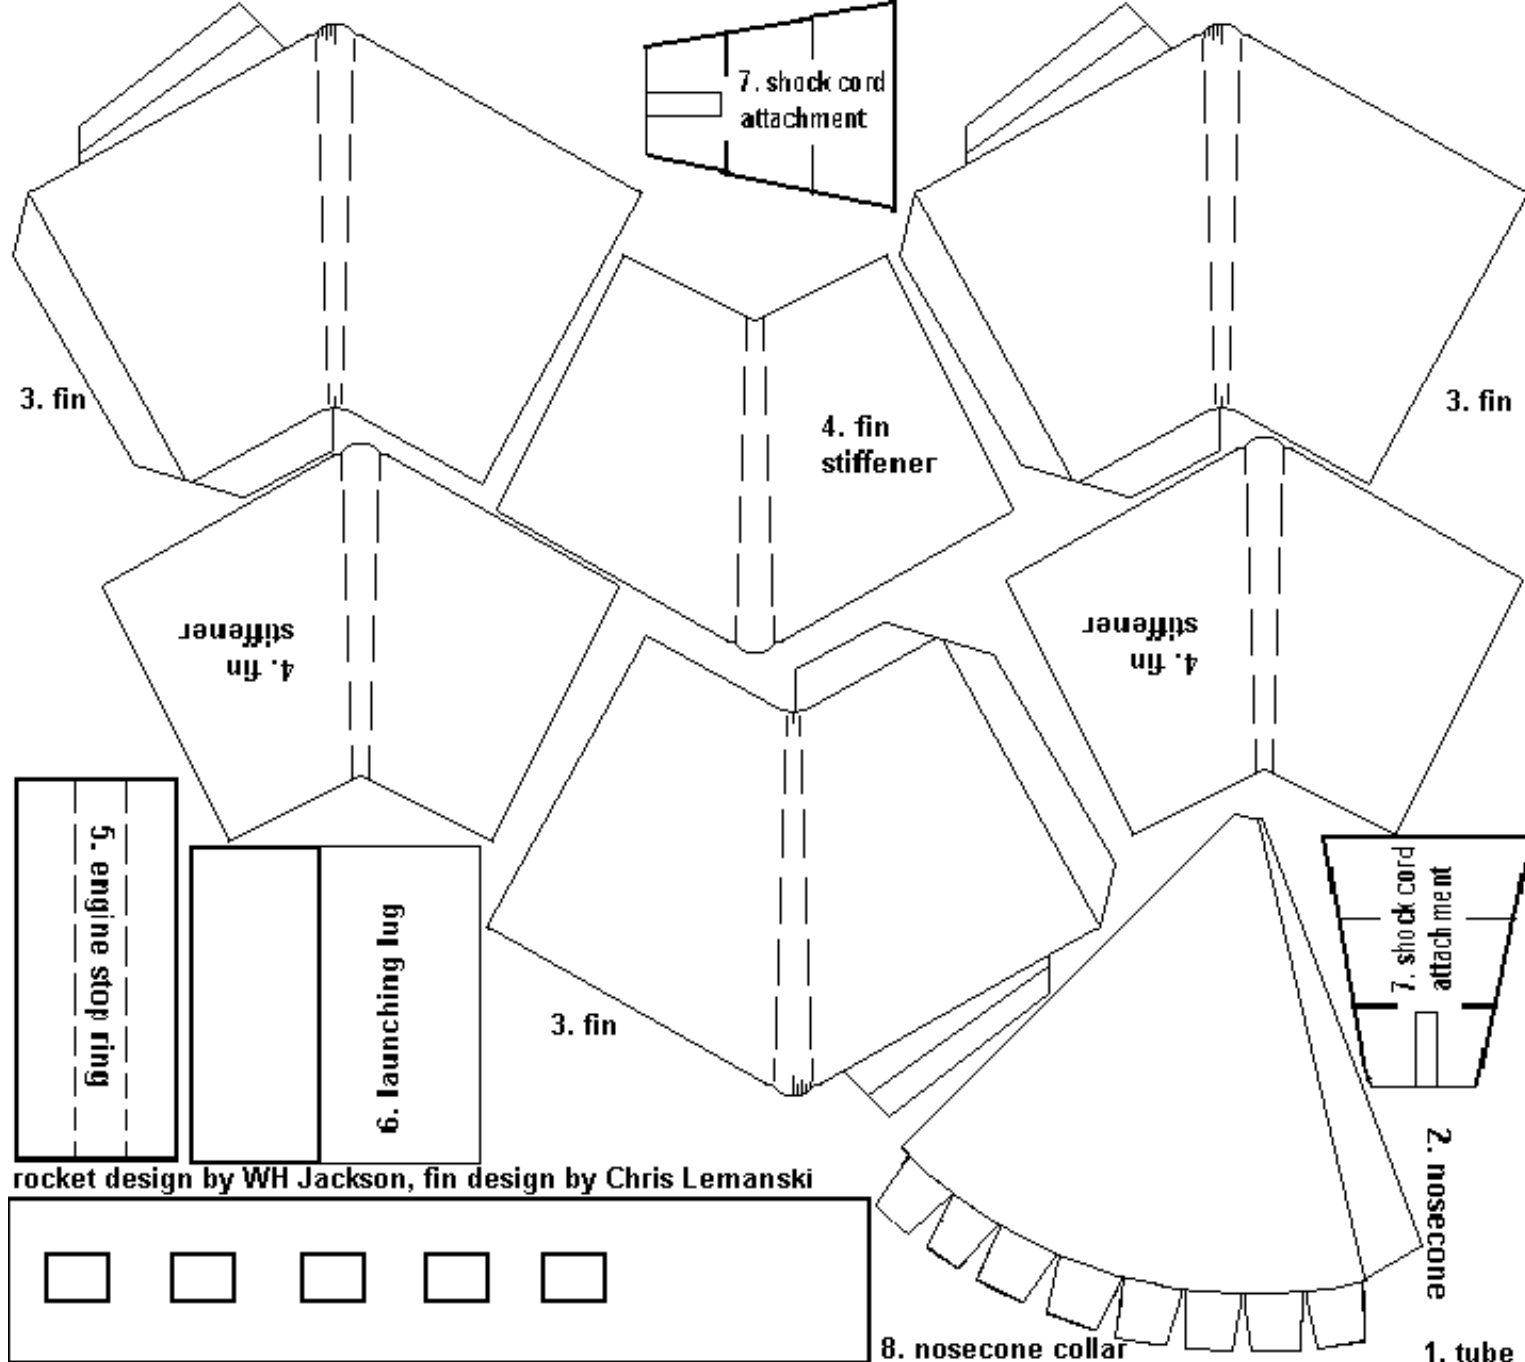 7. shock cord
attachment
3. fin
3. fin
4. fin
stiffener
4. fin
stiffener
4. fin
stiffener
5. engine stop ring
6. launching lug
7. shock cord
attachment
3. fin
2. nosecone
rocket design by WH Jackson, fin design by Chris Lemanski
8. nosecone collar
1. tube